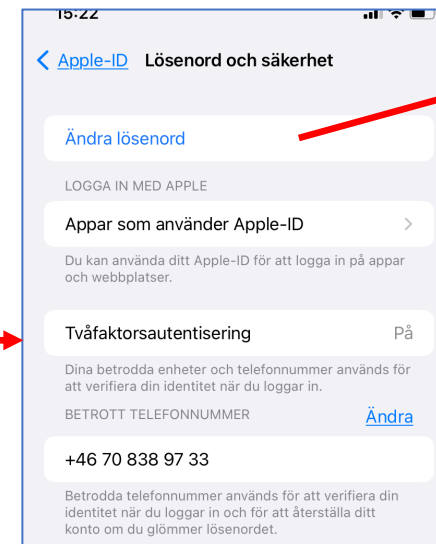 15:22
Apple-ID Lösenord och säkerhet
Ändra lösenord
LOGGA IN MED APPLE
Appar som använder Apple-ID
Du kan använda ditt Apple-ID för att logga in på appar
och webbplatser.
Tvåfaktorsautentisering På
Dina betrodda enheter och telefonnummer används för
att verifiera din identitet när du loggar in.
BETROTT TELEFONNUMMER Ändra
+46 70 838 97 33
Betrodda telefonnummer används för att verifiera din
identitet när du loggar in och för att återställa ditt
konto om du glömmer lösenordet.